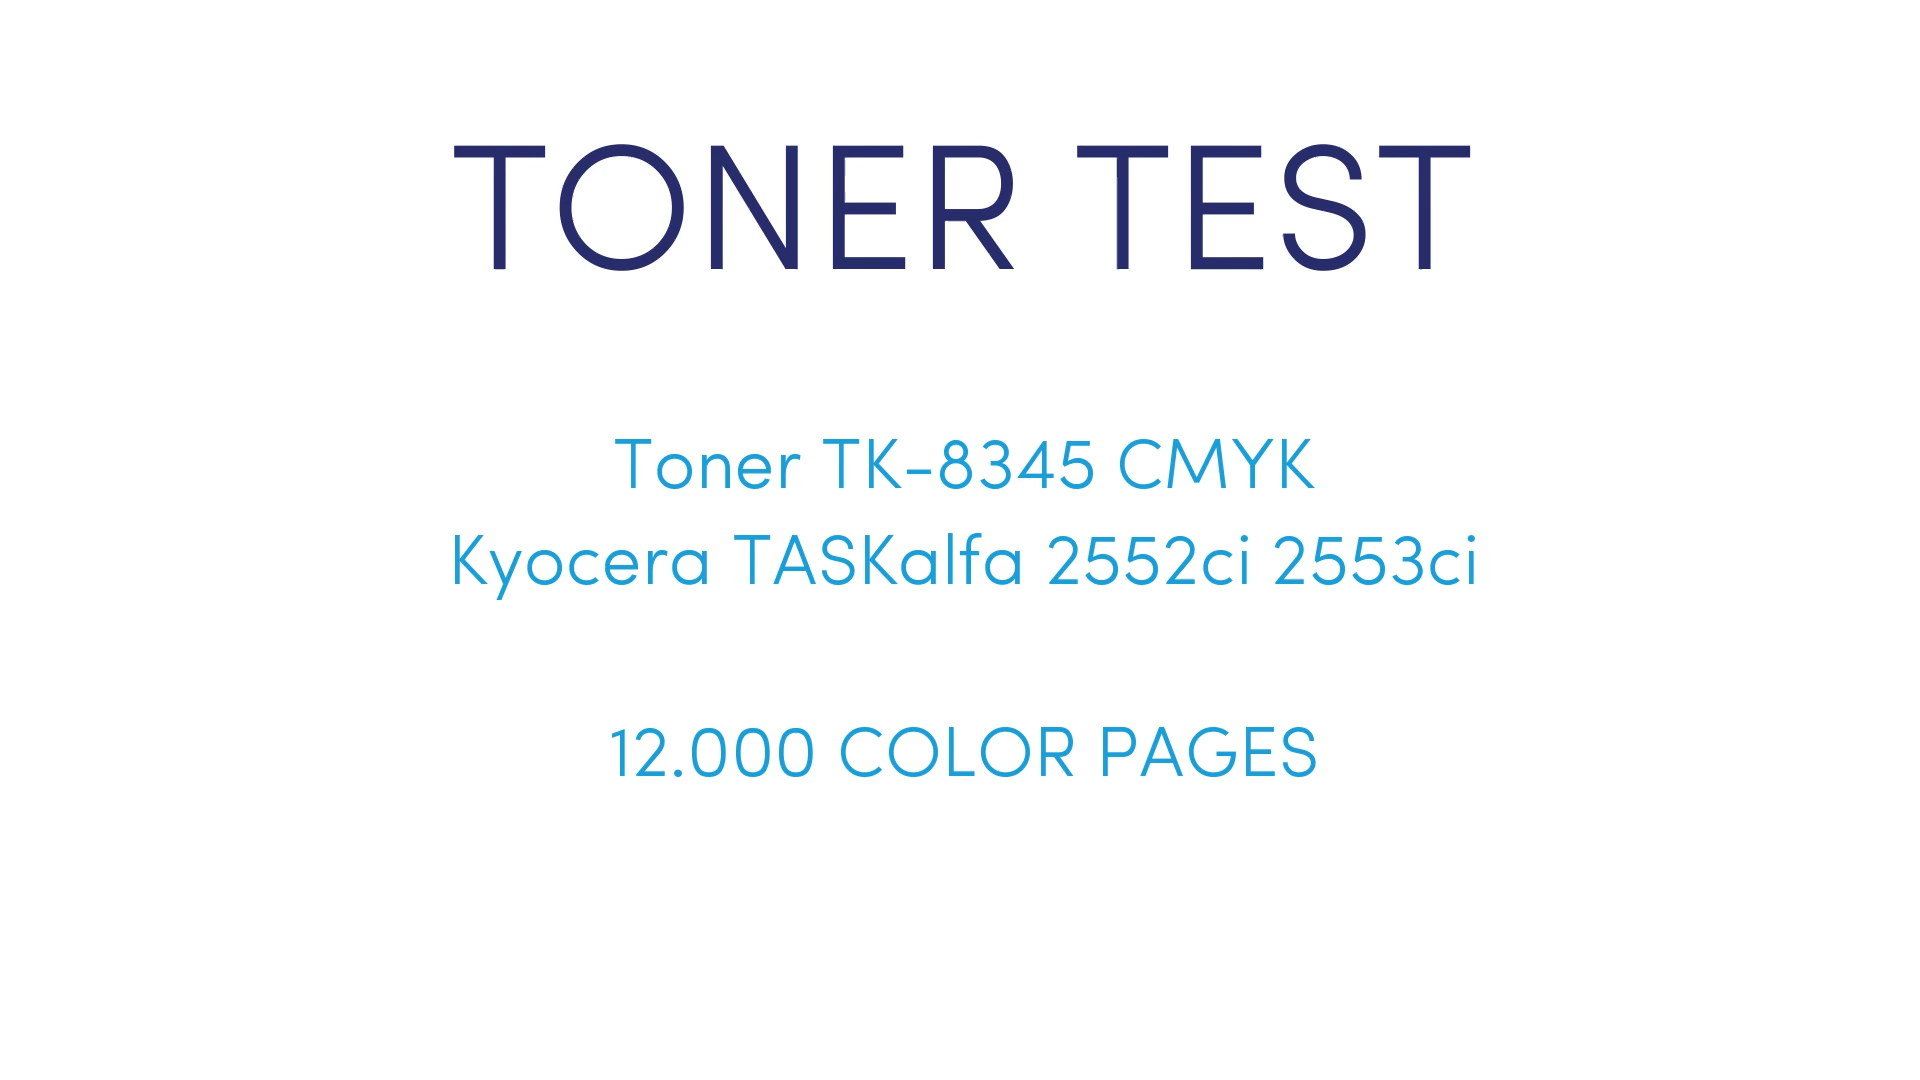 TONER TEST
Toner TK-8345 CMYK
Kyocera TASKalfa 2552ci 2553ci
12.000 COLOR PAGES